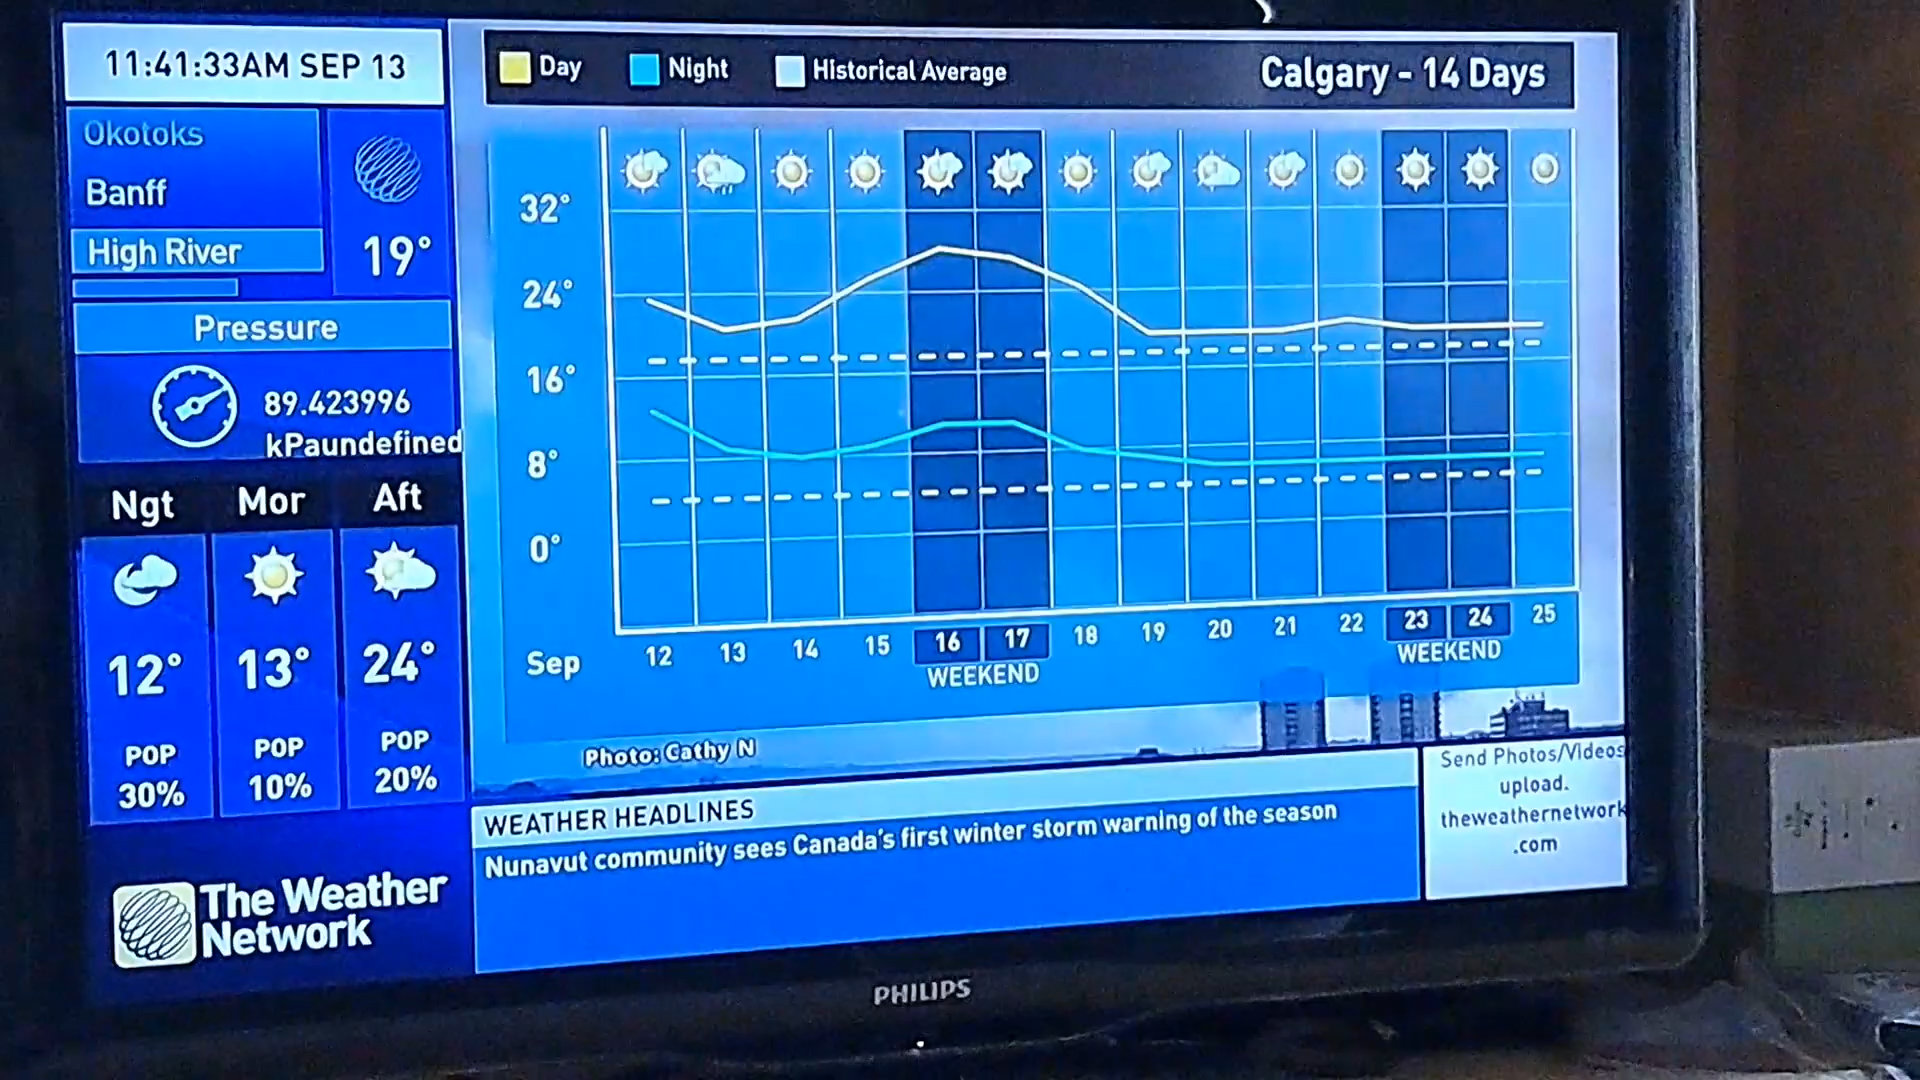 11:41:33AM SEP 13
Okotoks
Banff
High River
19°
Pressure
89.423996
kPaundefined
Ngt Mor Aft
12° 13° 24°
POP POP POP
30% 10% 20%
The Weather
Network
Day Night Historical Average Calgary - 14 Days
32°
24°
16°
8°
0°
Sep 12 13 14 15 16 17 18 19 20 21 22 23 24 25
WEEKEND WEEKEND
Photo: Cathy N
WEATHER HEADLINES
Nunavut community sees Canada's first winter storm warning of the season
Send Photos/Videos
upload.
theweathernetwork
.com
PHILIPS